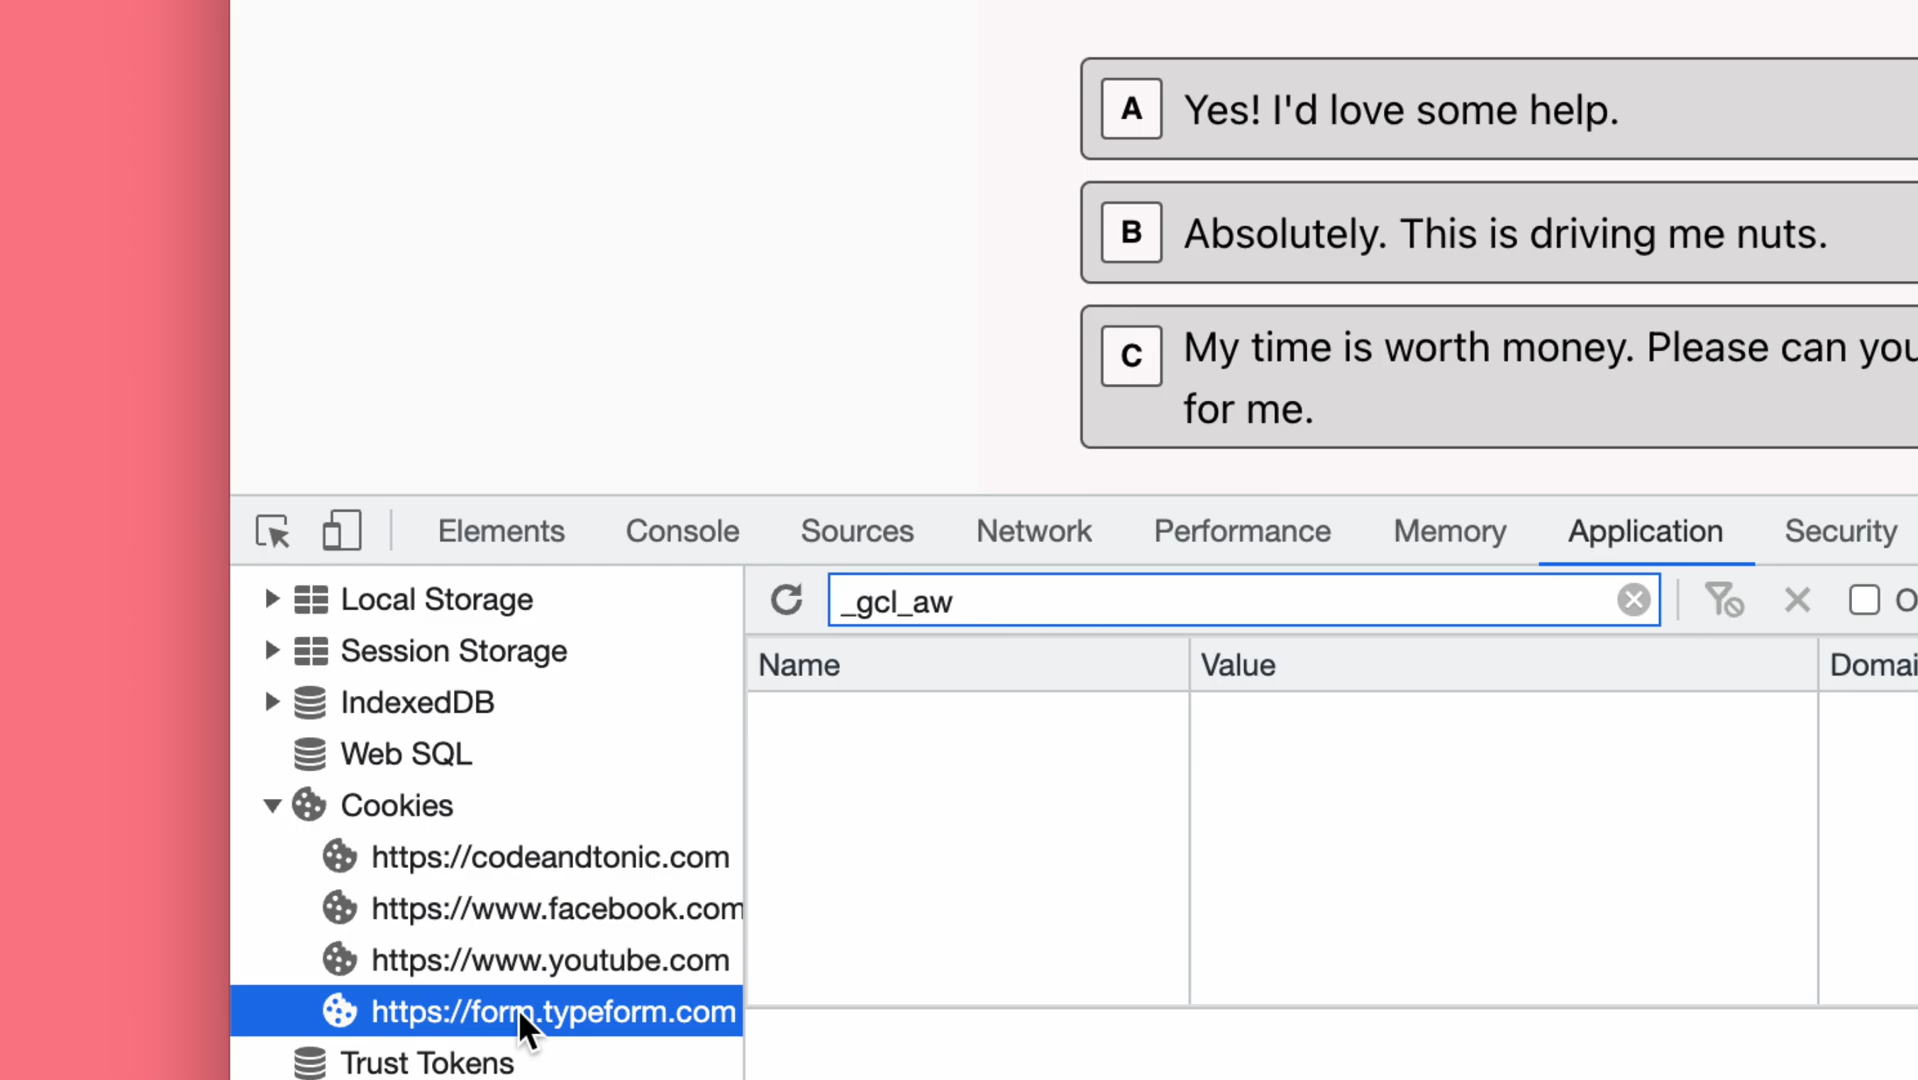 A Yes! I'd love some help.
B Absolutely. This is driving me nuts.
C My time is worth money. Please can you
for me.
Elements Console Sources Network Performance Memory Application Security
Local Storage
Session Storage
IndexedDB
Web SQL
Cookies
https://codeandtonic.com
https://www.facebook.com
https://www.youtube.com
https://form.typeform.com
Trust Tokens
_gcl_aw
Name Value Domai